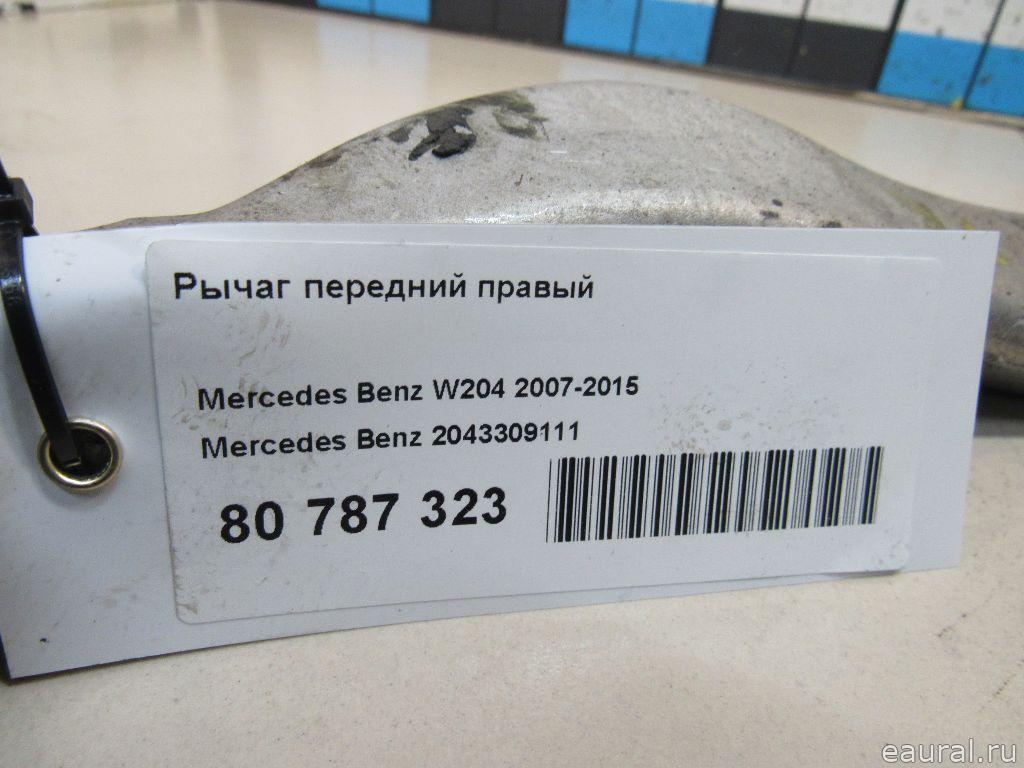 Рычаг передний правый
Mercedes Benz W204 2007-2015
Mercedes Benz 2043309111
80 787 323
eaural.ru